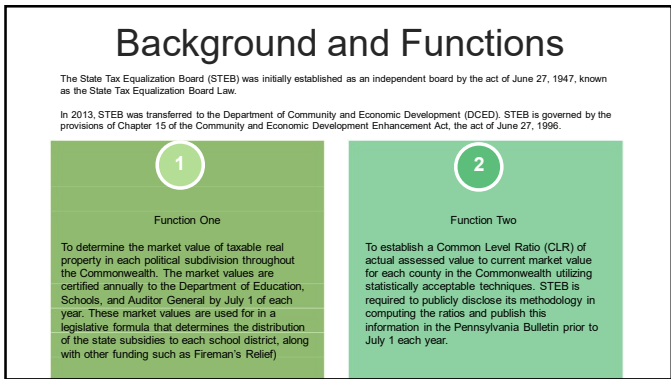 Background and Functions
The State Tax Equalization Board (STEB) was initially established as an independent board by the act of June 27, 1947, known
as the State Tax Equalization Board Law.
In 2013, STEB was transferred to the Department of Community and Economic Development (DCED). STEB is governed by the
provisions of Chapter 15 of the Community and Economic Development Enhancement Act, the act of June 27, 1996.
1
Function One
To determine the market value of taxable real
property in each political subdivision throughout
the Commonwealth. The market values are
certified annually to the Department of Education,
Schools, and Auditor General by July 1 of each
year. These market values are used for in a
legislative formula that determines the distribution
of the state subsidies to each school district, along
with other funding such as Fireman's Relief)
2
Function Two
To establish a Common Level Ratio (CLR) of
actual assessed value to current market value
for each county in the Commonwealth utilizing
statistically acceptable techniques. STEB is
required to publicly disclose its methodology in
computing the ratios and publish this
information in the Pennsylvania Bulletin prior to
July 1 each year.